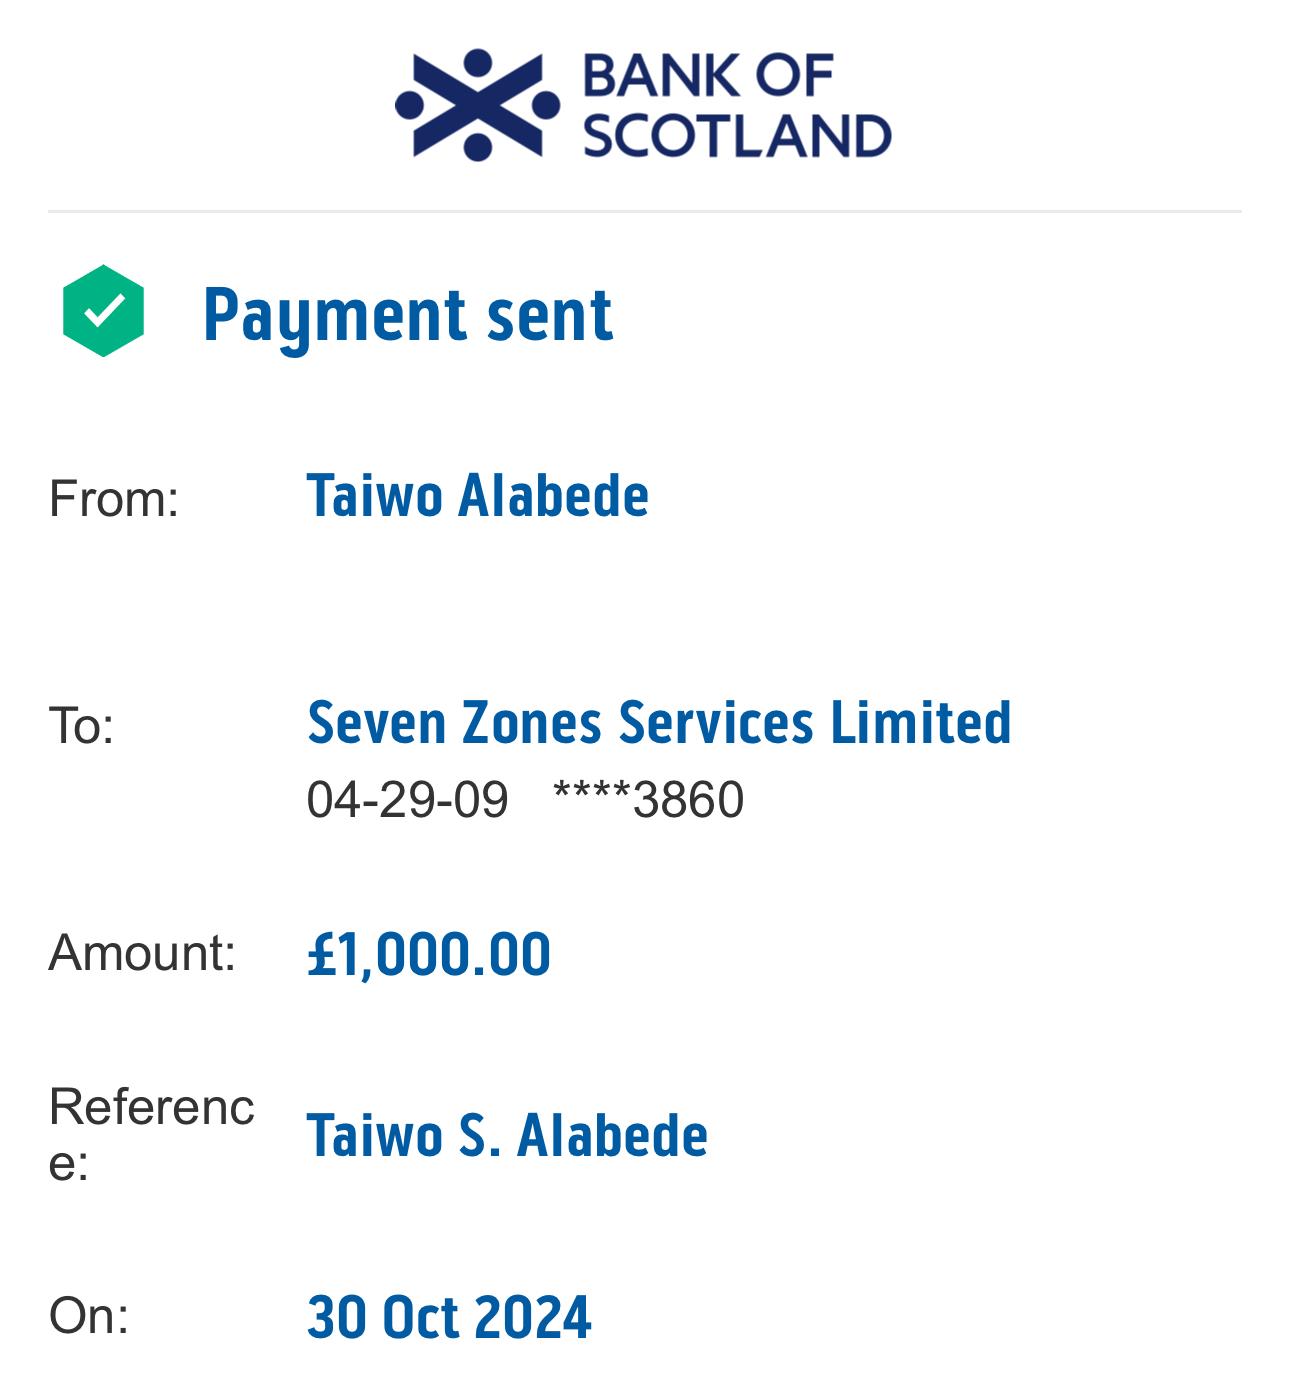 BANK OF
SCOTLAND
Payment sent
From: Taiwo Alabede
To: Seven Zones Services Limited
04-29-09 ****3860
Amount: £1,000.00
Referenc
e: Taiwo S. Alabede
On: 30 Oct 2024